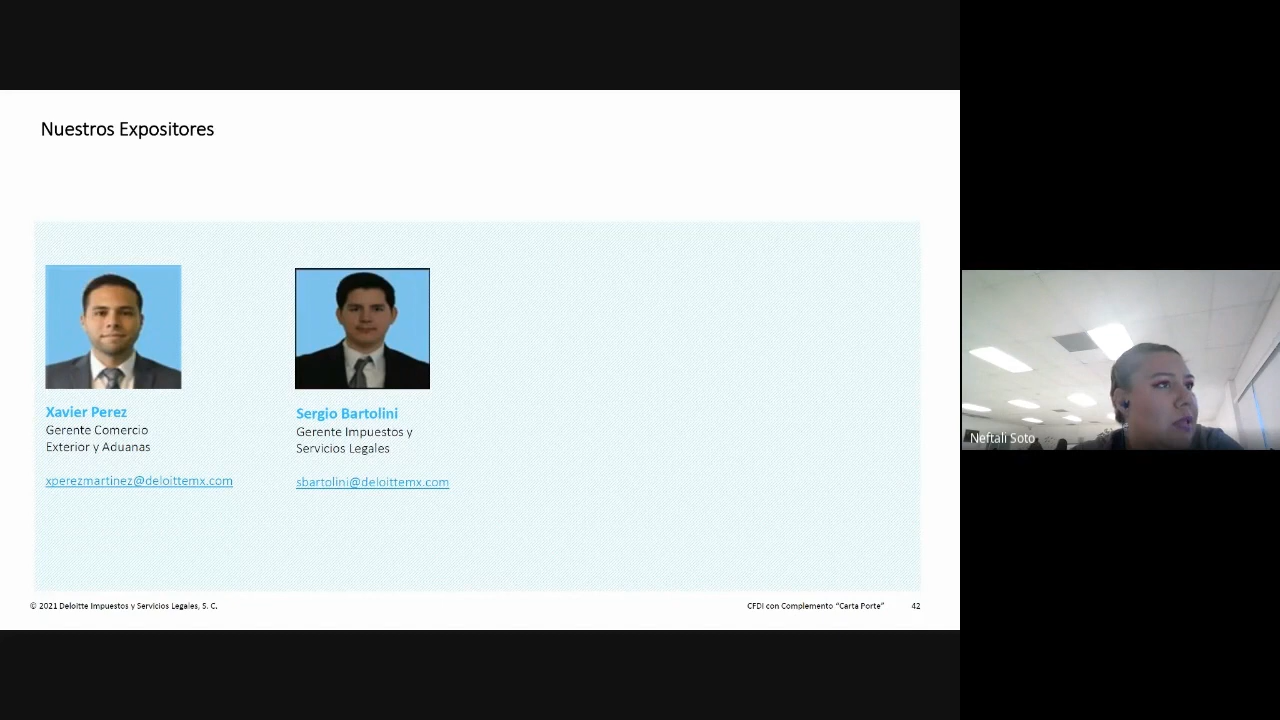 Nuestros Expositores
Xavier Perez
Gerente Comercio
Exterior y Aduanas
xperezmartinez@deloittemx.com
Sergio Bartolini
Gerente Impuestos y
Servicios Legales
sbartolini@deloittemx.com
© 2021 Deloitte Impuestos y Servicios Legales, S. C.
CFDI con Complemento “Carta Porte”
42
Neftali Soto